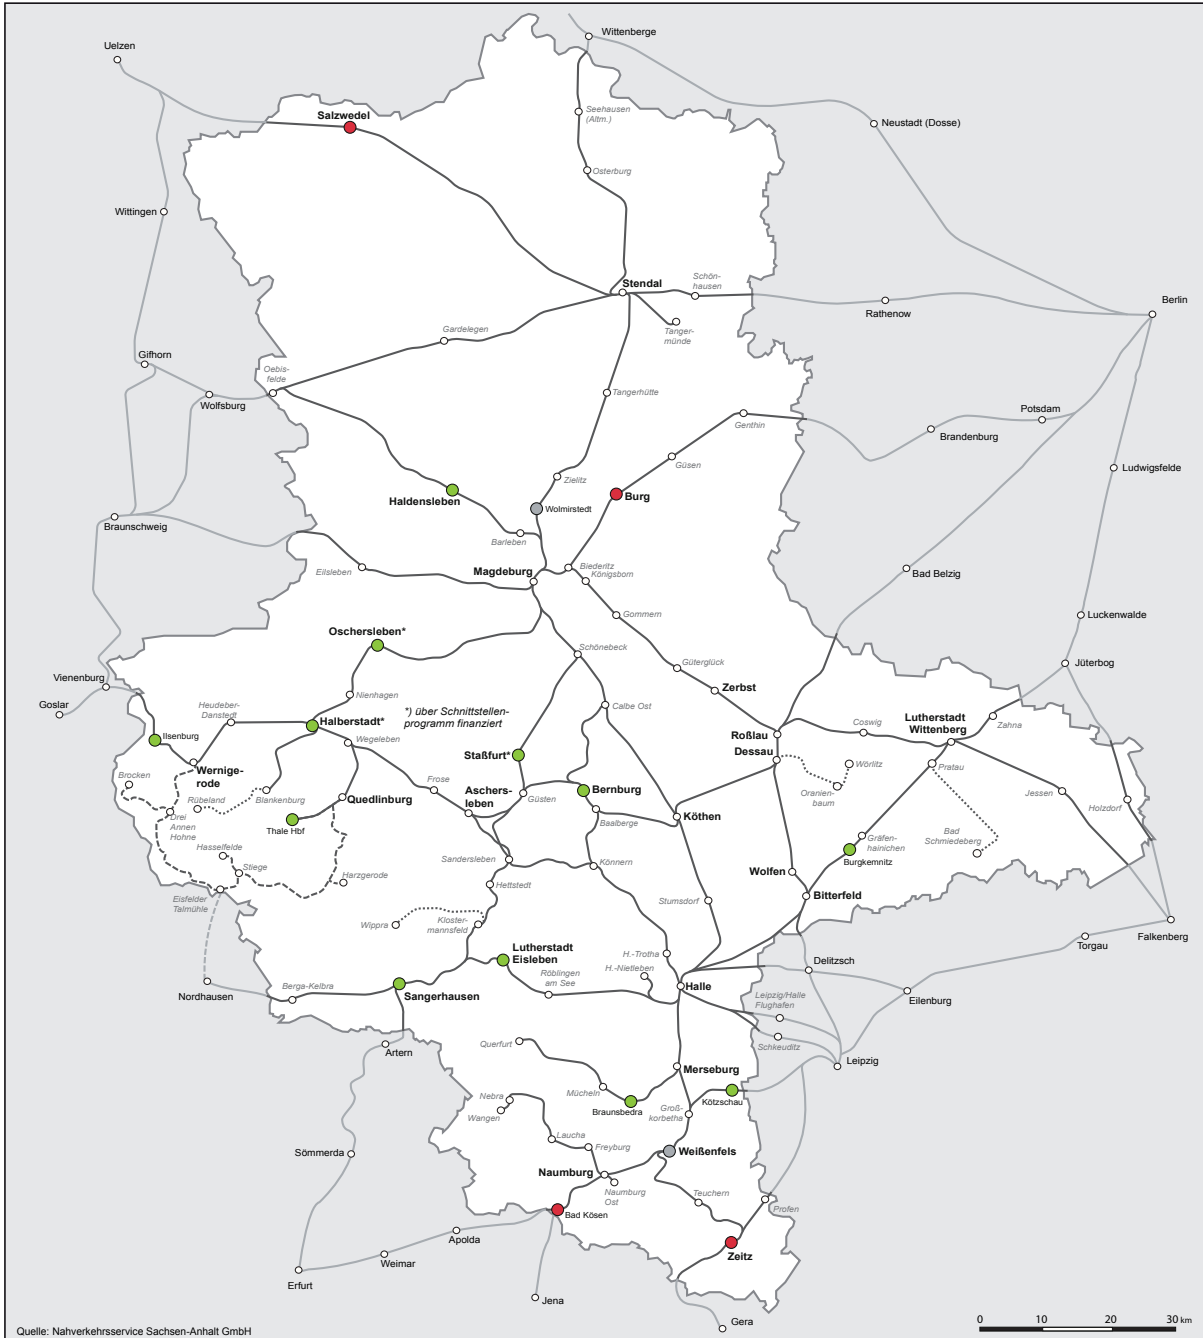 Wittenberge
Uelzen
Seehausen
(Altm.)
Salzwedel
Neustadt (Dosse)
Osterburg
Wittingen
Stendal
Schön-
hausen
Berlin
Rathenow
Gardelegen
Tanger-
münde
Gifhorn
Oebis-
felde
Wolfsburg
Tangerhütte
Potsdam
Genthin
Brandenburg
Güsen
Ludwigsfelde
Zielitz
Haldensleben
Burg
Wolmirstedt
Braunschweig
Barleben
Eilsleben
Magdeburg
Biederitz
Königsborn
Bad Belzig
Gommern
Luckenwalde
Oschersleben*
Schönebeck
Güterglück
Jüterbog
Vienenburg
Zerbst
Goslar
Nienhagen
Heudeber-
Danstedt
Halberstadt*
*) über Schnittstellen-
programm finanziert
Calbe Ost
Coswig
Lutherstadt
Wittenberg
Zahna
Ilsenburg
Wegeleben
Roßlau
Dessau
Staßfurt*
Wernige-
rode
Brocken
Rübeland
Blankenburg
Quedlinburg
Frose
Aschers-
leben
Güsten
Bernburg
Wörlitz
Oranien-
baum
Pratau
Jessen
Holzdorf
Drei
Annen
Hohne
Thale Hbf
Baalberge
Köthen
Hasselfelde
Stiege
Gräfen-
hainichen
Burgkemnitz
Bad
Schmiedeberg
Sandersleben
Könnern
Wolfen
Harzgerode
Hettstedt
Bitterfeld
Eisfelder
Talmühle
Stumsdorf
Wippra
Kloster-
mannsfeld
Falkenberg
Torgau
Lutherstadt
Eisleben
H.-Trotha
H.-Nietleben
Delitzsch
Röblingen
am See
Nordhausen
Berga-Kelbra
Sangerhausen
Halle
Leipzig/Halle
Flughafen
Eilenburg
Querfurt
Schkeuditz
Artern
Leipzig
Merseburg
Mücheln
Nebra
Braunsbedra
Kötzschau
Wangen
Groß-
korbetha
Laucha
Freyburg
Weißenfels
Sömmerda
Naumburg
Naumburg
Ost
Teuchern
Profen
Bad Kösen
Apolda
Weimar
Zeitz
Erfurt
Jena
Gera
0 10 20 30 km
Quelle: Nahverkehrsservice Sachsen-Anhalt GmbH